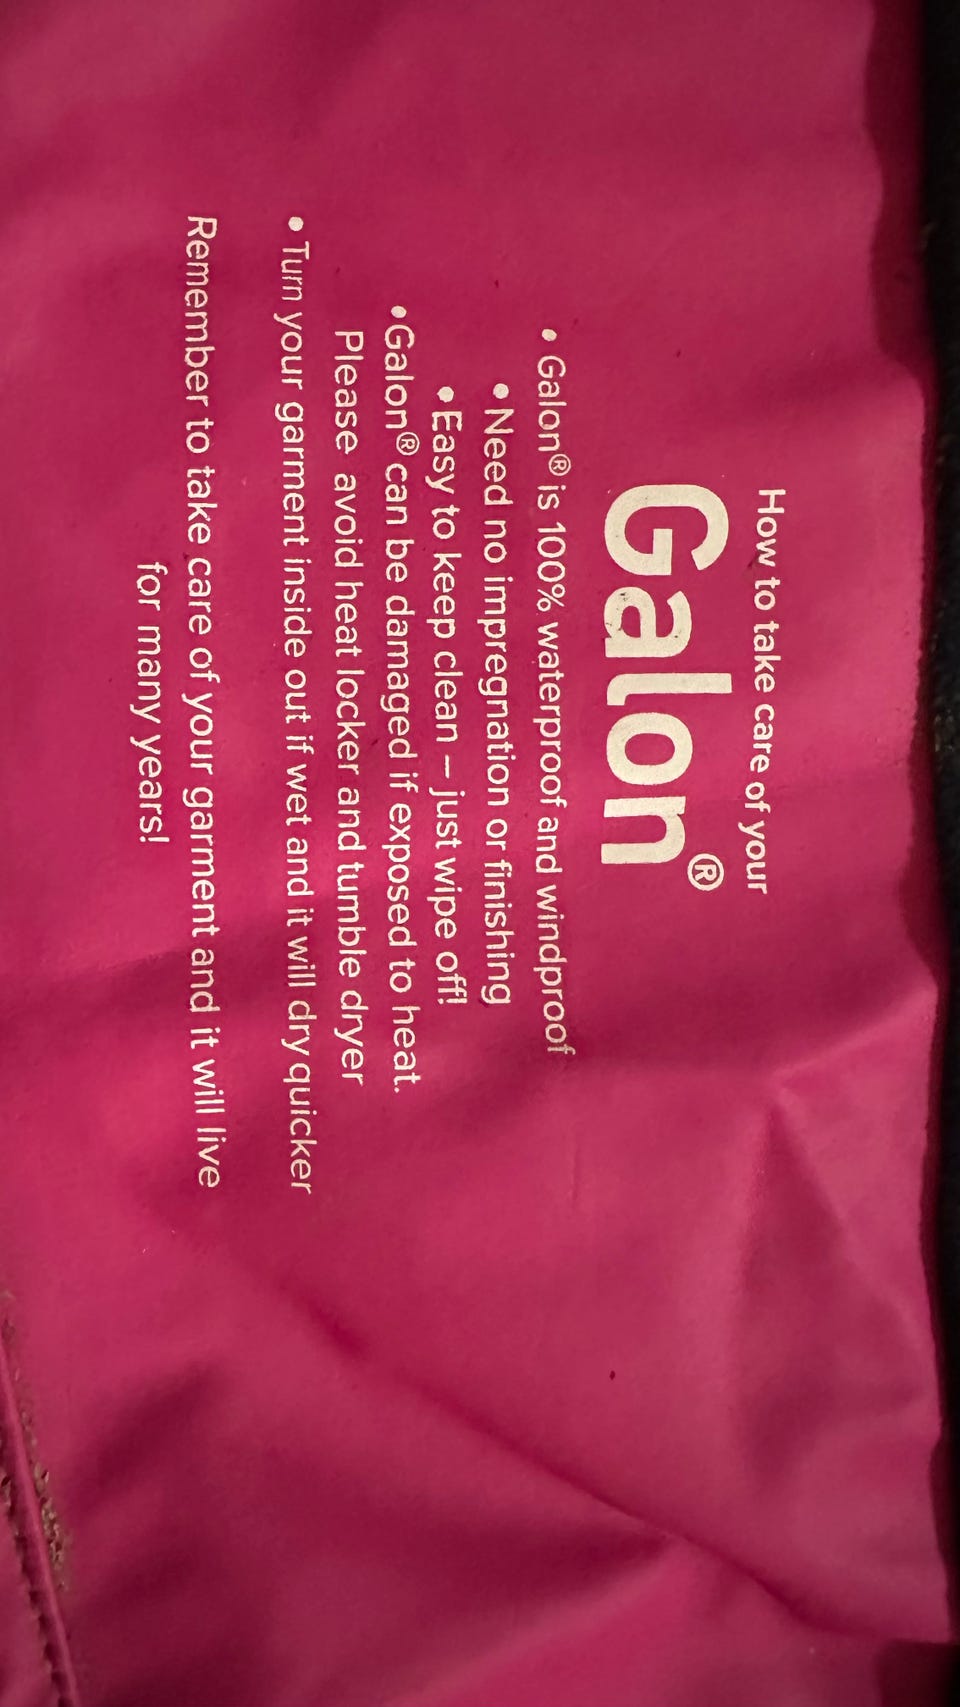 How to take care of your
Galon®
• Galon® is 100% waterproof and windproof
• Need no impregnation or finishing
• Easy to keep clean – just wipe off!
• Galon® can be damaged if exposed to heat.
Please avoid heat locker and tumble dryer
• Turn your garment inside out if wet and it will dry quicker
Remember to take care of your garment and it will live
for many years!